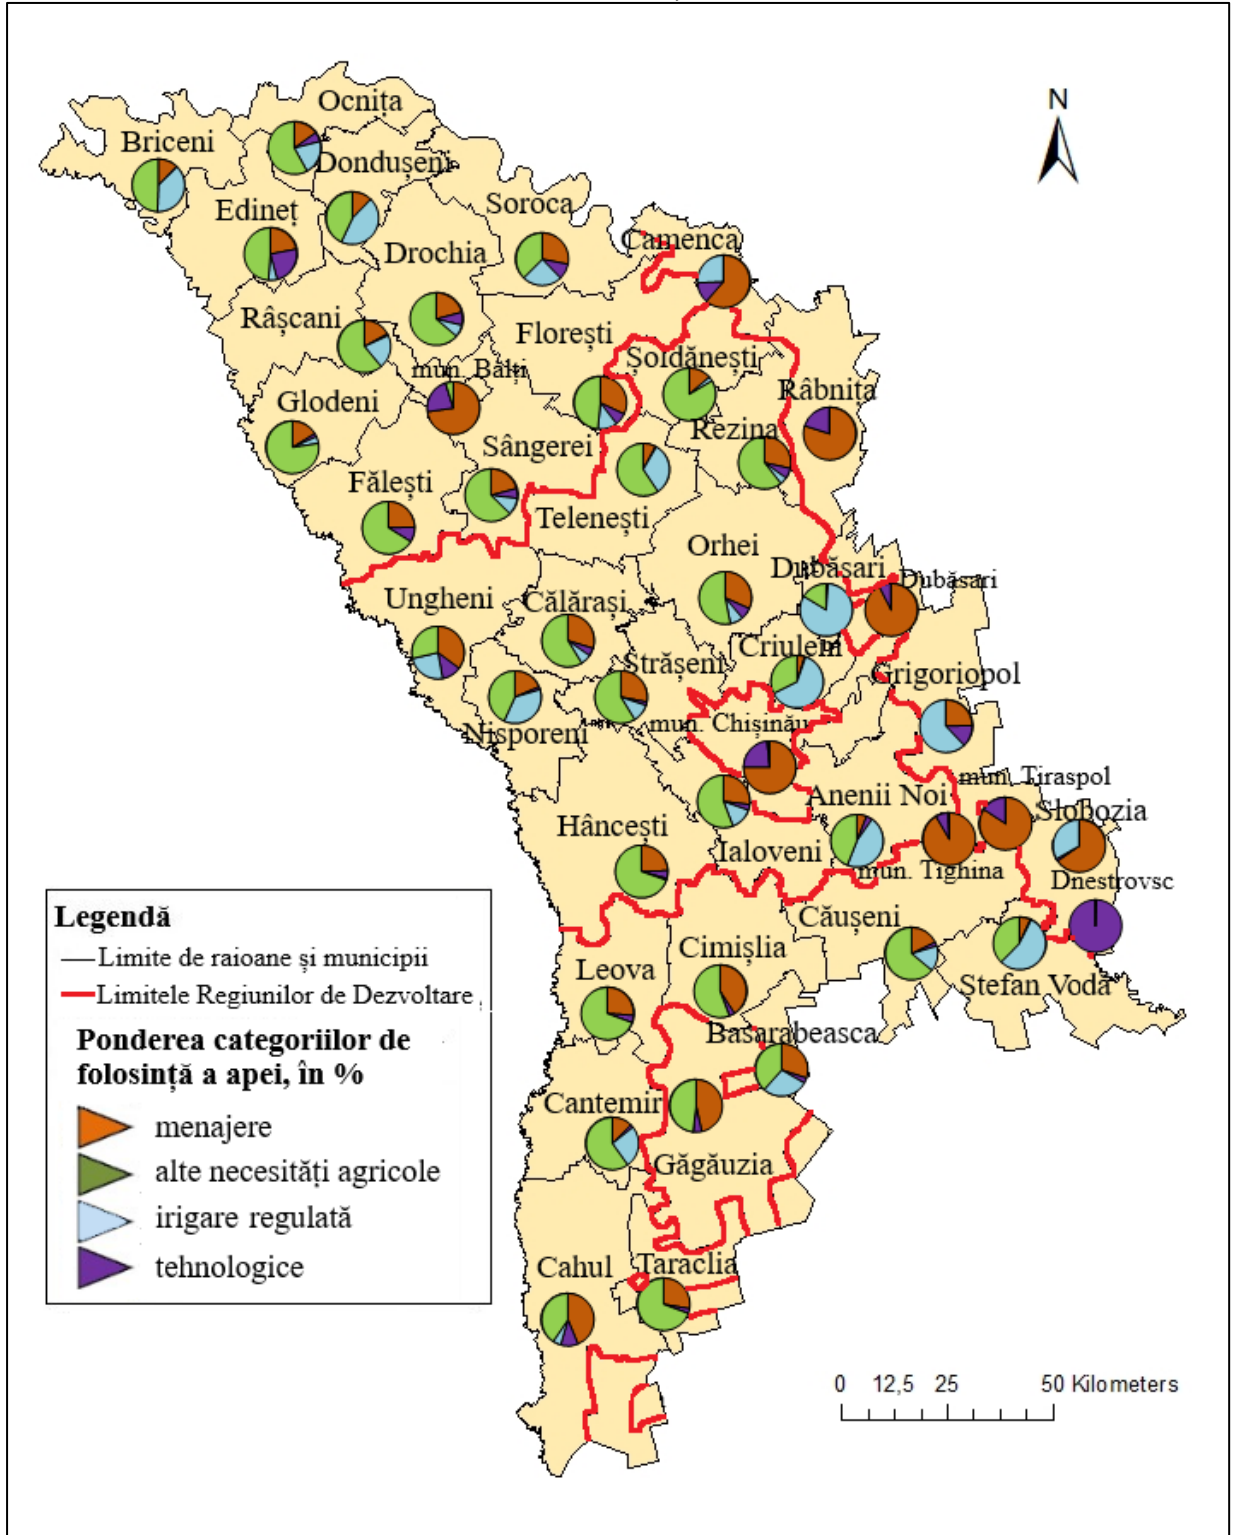 N
Ocnița
Briceni
Dondușeni
Edineț
Soroca
Drochia
Camenca
Râșcani
Florești
Șoldănești
mun. Bălți
Râbnița
Glodeni
Rezina
Sângerei
Fălești
Telenești
Orhei
Dubăsari
Dubăsari
Ungheni
Călărași
Criuleni
Strășeni
Grigoriopol
Nisporeni
mun. Chișinău
mun. Tiraspol
Anenii Noi
Slobozia
Hâncești
Ialoveni
mun. Tighina
Dnestrovsc
Căușeni
Cimișlia
Leova
Stefan Vodă
Basarabeasca
Cantemir
Găgăuzia
Cahul
Taraclia
Legendă
Limite de raioane și municipii
Limitele Regiunilor de Dezvoltare
Ponderea categoriilor de
folosință a apei, în %
menajere
alte necesități agricole
irigare regulată
tehnologice
0 12,5 25 50 Kilometers